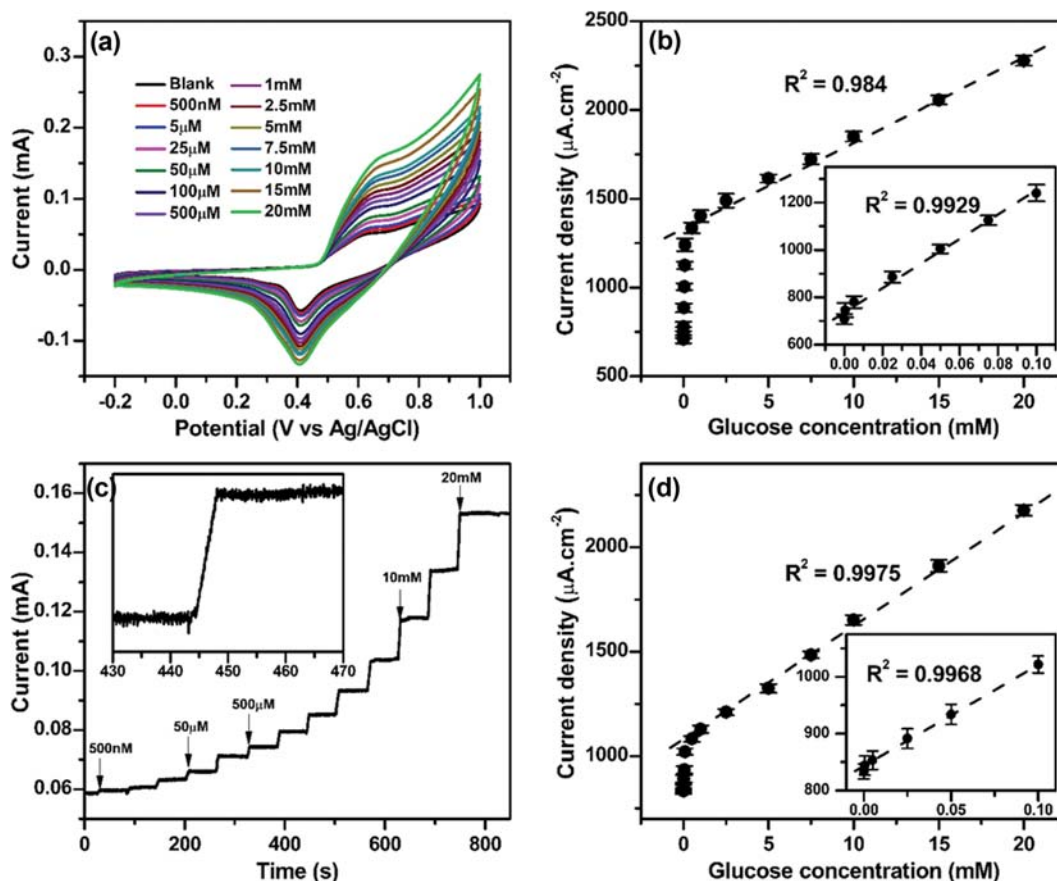 (a)
Current (mA)
0.3
0.2
0.1
0.0
-0.1
Blank 1mM
500nM 2.5mM
5μM 5mM
25μM 7.5mM
50μM 10mM
100μM 15mM
500μM 20mM
-0.2 0.0 0.2 0.4 0.6 0.8 1.0
Potential (V vs Ag/AgCl)
(b)
Current density (μA.cm⁻²)
2500
2000
1500
1000
500
R² = 0.984
R² = 0.9929
1200
1000
800
600
0.00 0.02 0.04 0.06 0.08 0.10
0 5 10 15 20
Glucose concentration (mM)
(c)
Current (mA)
0.16
0.14
0.12
0.10
0.08
0.06
430 440 450 460 470
500nM
50μM
500μM
10mM
20mM
0 200 400 600 800
Time (s)
(d)
Current density (μA.cm⁻²)
2000
1500
1000
R² = 0.9975
R² = 0.9968
1000
900
800
0.00 0.05 0.10
0 5 10 15 20
Glucose concentration (mM)